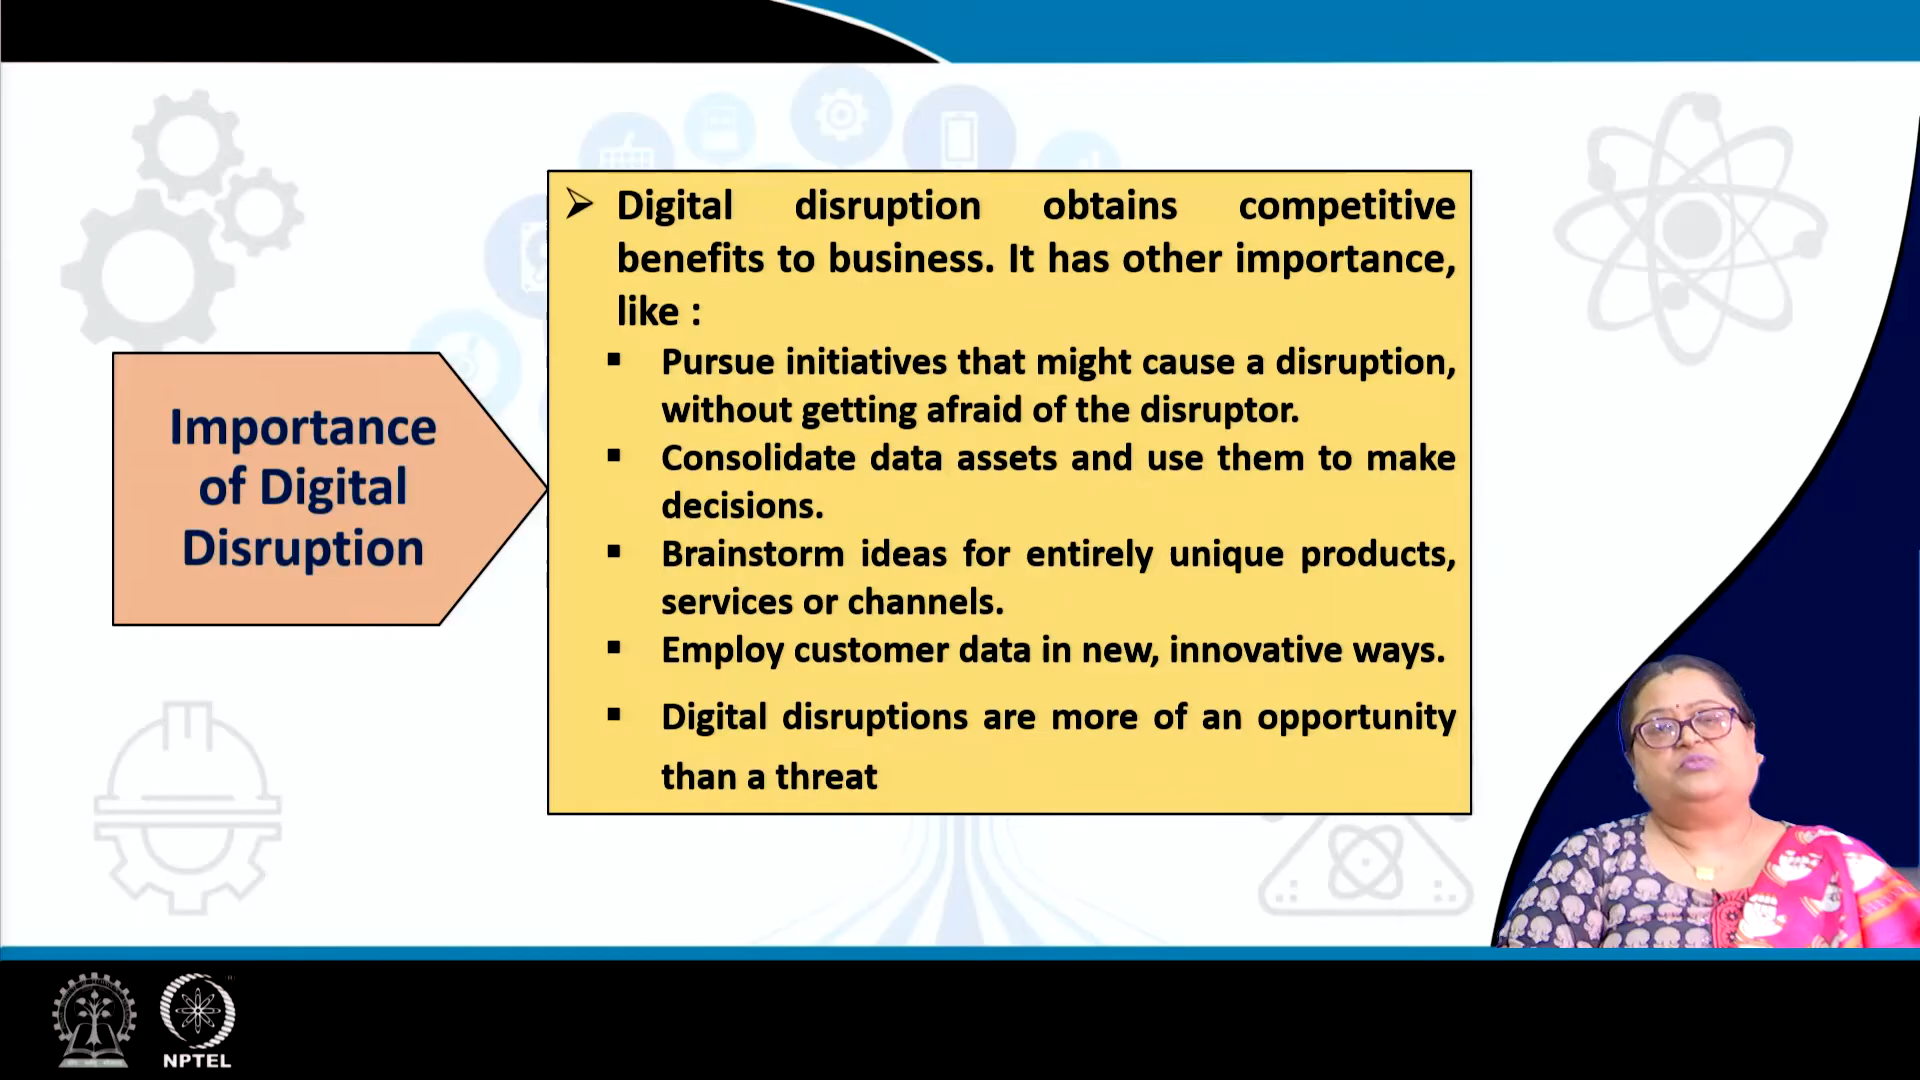 Importance
of Digital
Disruption
➢ Digital disruption obtains competitive
benefits to business. It has other importance,
like :
▪ Pursue initiatives that might cause a disruption,
without getting afraid of the disruptor.
▪ Consolidate data assets and use them to make
decisions.
▪ Brainstorm ideas for entirely unique products,
services or channels.
▪ Employ customer data in new, innovative ways.
▪ Digital disruptions are more of an opportunity
than a threat
NPTEL